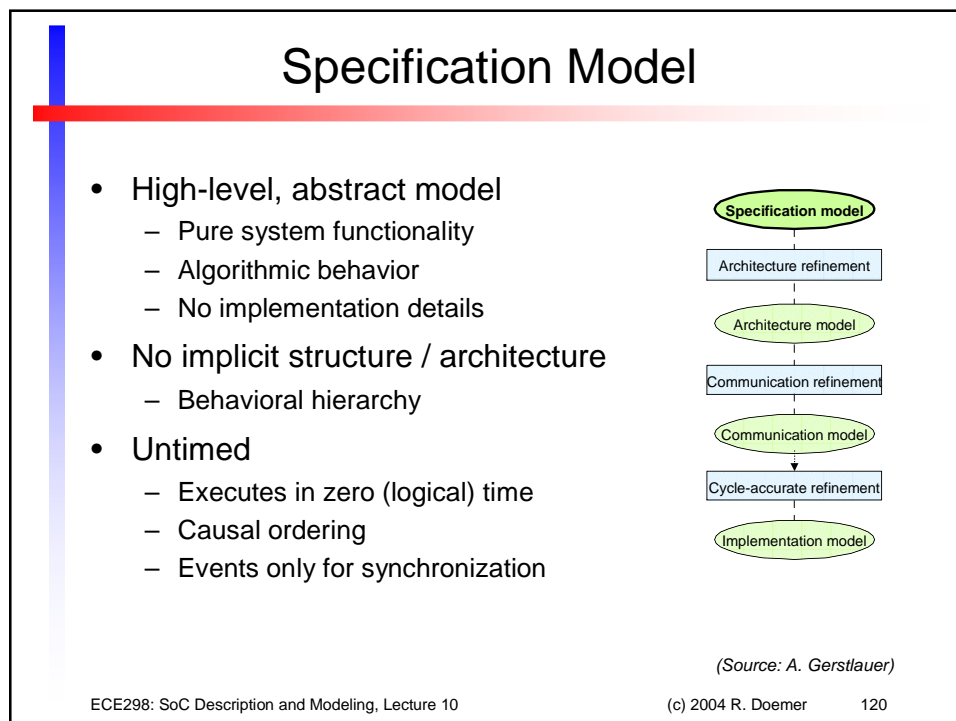 Specification Model
• High-level, abstract model
– Pure system functionality
– Algorithmic behavior
– No implementation details
• No implicit structure / architecture
– Behavioral hierarchy
• Untimed
– Executes in zero (logical) time
– Causal ordering
– Events only for synchronization
Specification model
Architecture refinement
Architecture model
Communication refinement
Communication model
Cycle-accurate refinement
Implementation model
(Source: A. Gerstlauer)
ECE298: SoC Description and Modeling, Lecture 10 (c) 2004 R. Doemer 120